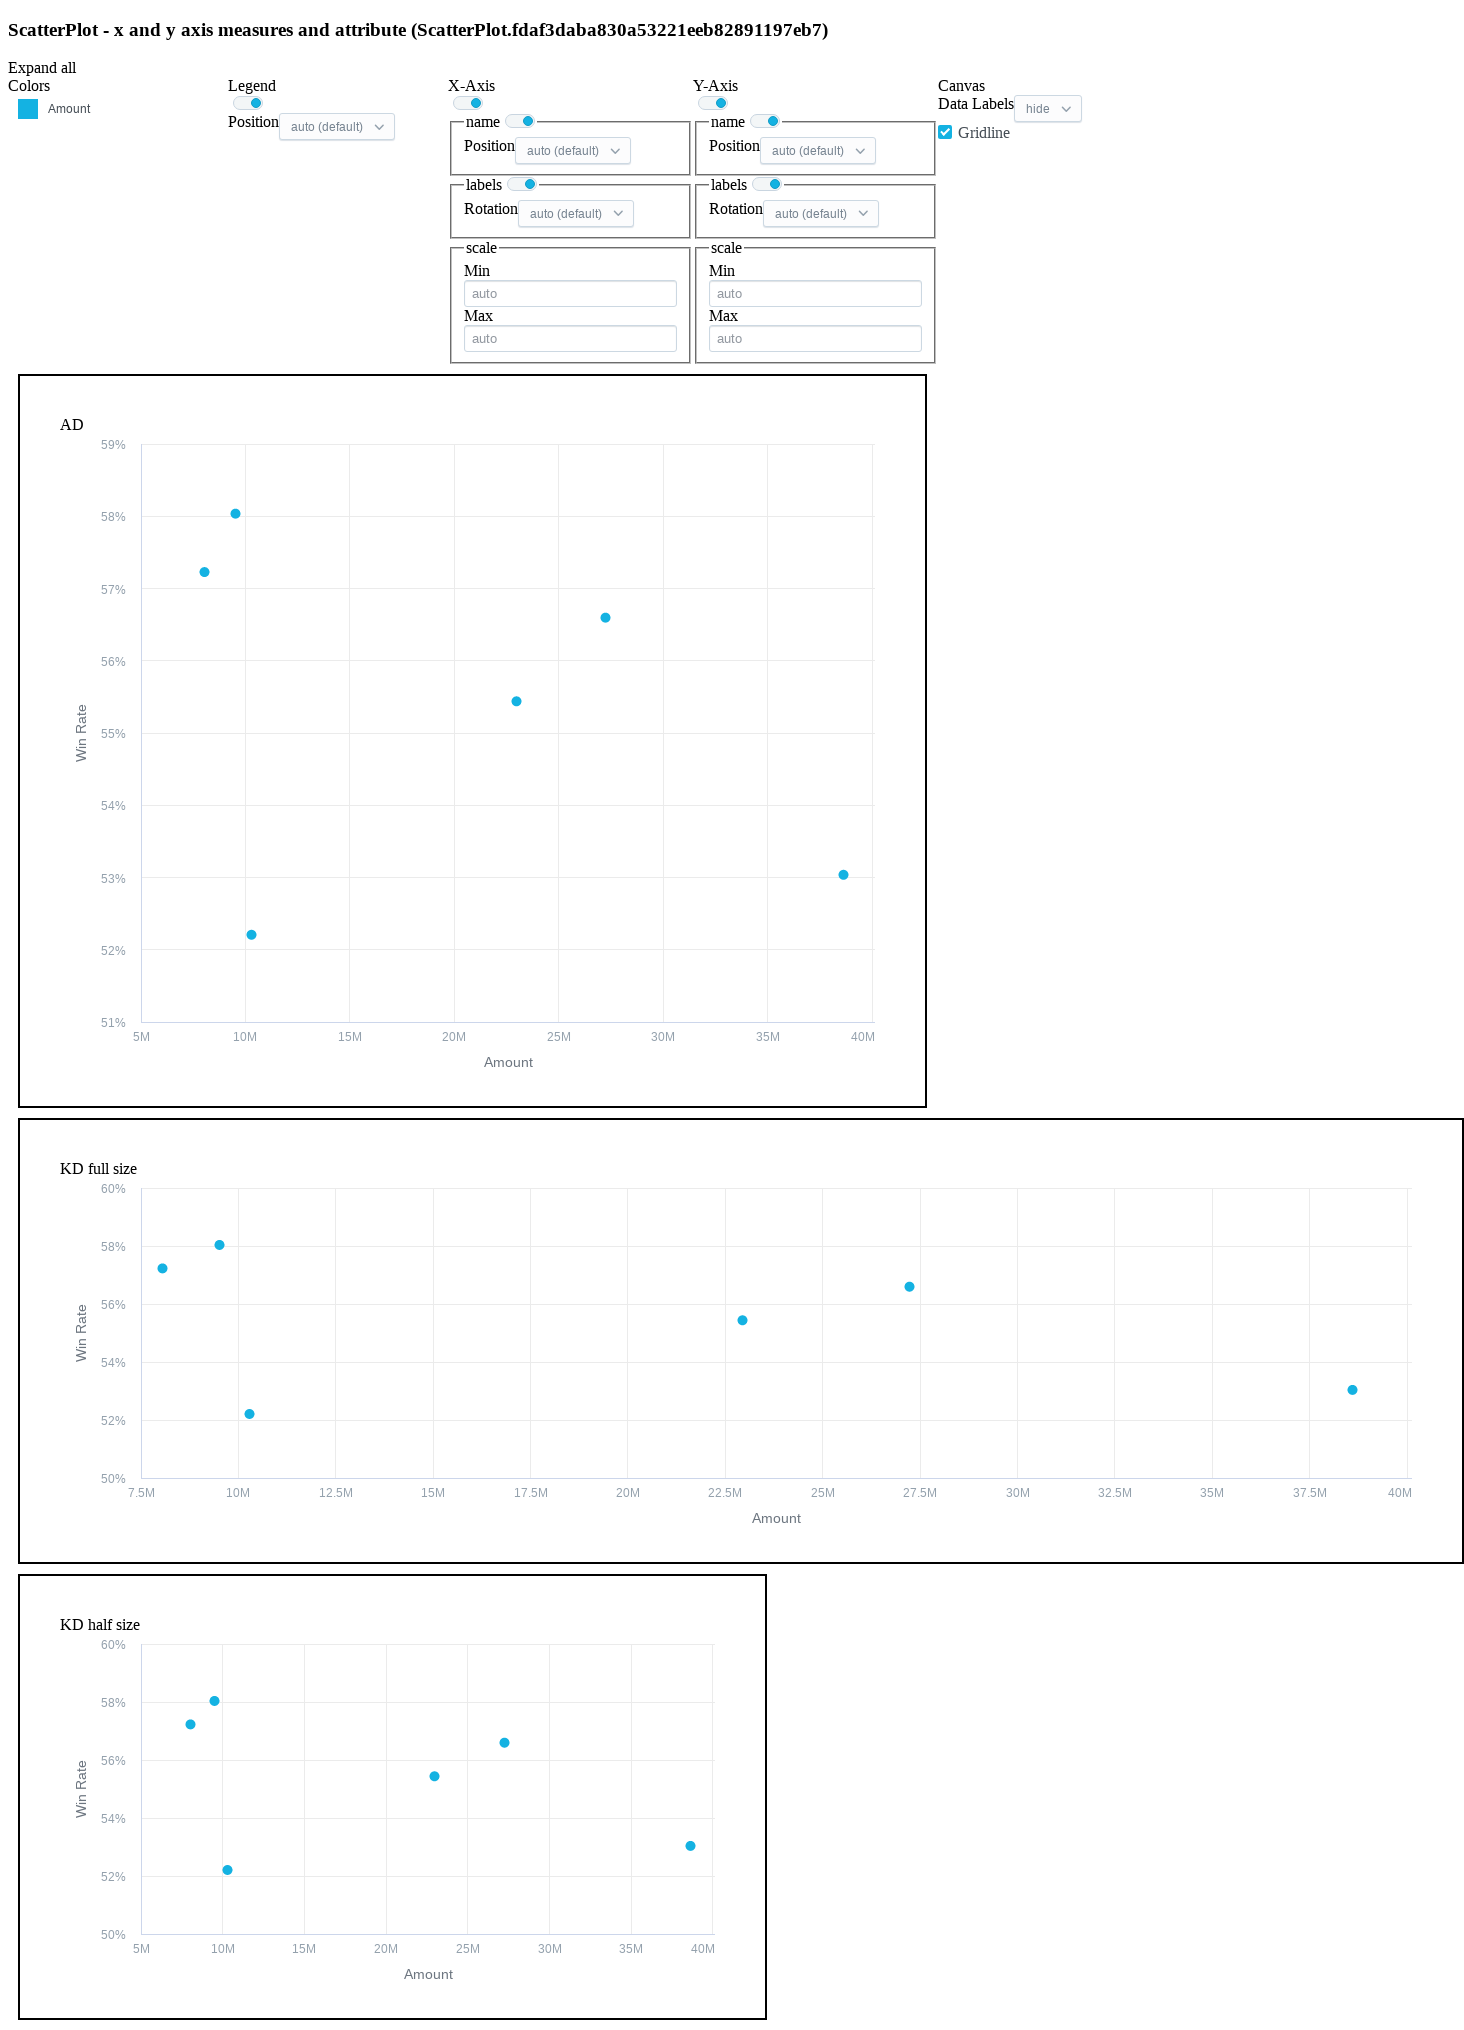 ScatterPlot - x and y axis measures and attribute (ScatterPlot.fdaf3daba830a53221eeb82891197eb7)
Expand all
Colors
Amount
Legend
Position auto (default)
X-Axis
name
Position auto (default)
labels
Rotation auto (default)
scale
Min
auto
Max
auto
Y-Axis
name
Position auto (default)
labels
Rotation auto (default)
scale
Min
auto
Max
auto
Canvas
Data Labels hide
Gridline
AD
59%
58%
57%
56%
55%
54%
53%
52%
51%
Win Rate
5M 10M 15M 20M 25M 30M 35M 40M
Amount
KD full size
60%
58%
56%
54%
52%
50%
Win Rate
7.5M 10M 12.5M 15M 17.5M 20M 22.5M 25M 27.5M 30M 32.5M 35M 37.5M 40M
Amount
KD half size
60%
58%
56%
54%
52%
50%
Win Rate
5M 10M 15M 20M 25M 30M 35M 40M
Amount